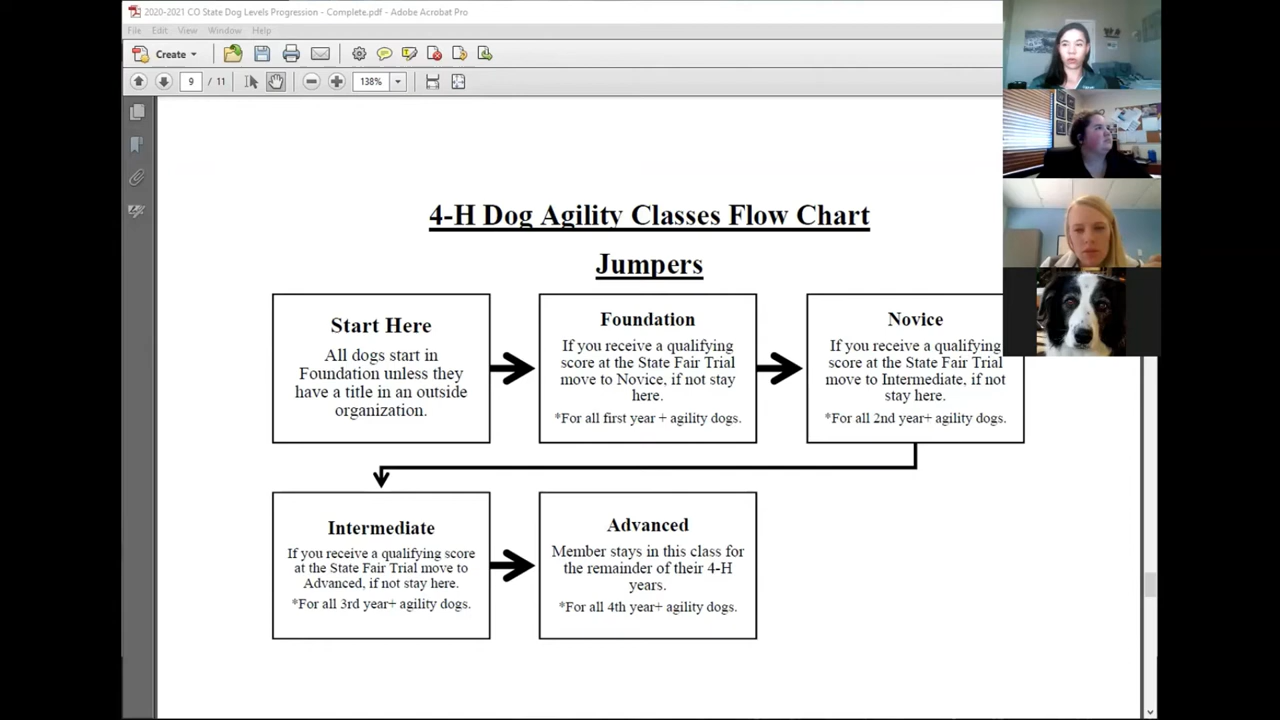 2020-2021 CO State Dog Levels Progression - Complete.pdf - Adobe Acrobat Pro
File Edit View Window Help
Create
9 / 11
138%
4-H Dog Agility Classes Flow Chart
Jumpers
Start Here
All dogs start in
Foundation unless they
have a title in an outside
organization.
Foundation
If you receive a qualifying
score at the State Fair Trial
move to Novice, if not stay
here.
*For all first year + agility dogs.
Novice
If you receive a qualifying
score at the State Fair Trial
move to Intermediate, if not
stay here.
*For all 2nd year+ agility dogs.
Intermediate
If you receive a qualifying score
at the State Fair Trial move to
Advanced, if not stay here.
*For all 3rd year+ agility dogs.
Advanced
Member stays in this class for
the remainder of their 4-H
years.
*For all 4th year+ agility dogs.